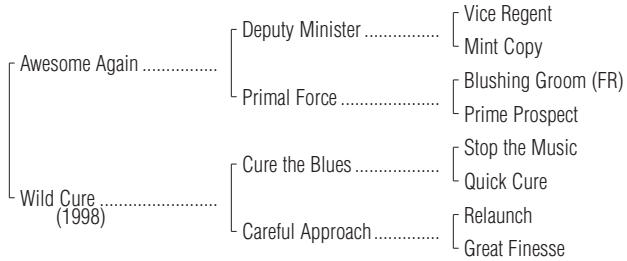 Vice Regent
Deputy Minister ..................
Mint Copy
Awesome Again ................
Blushing Groom (FR)
Primal Force ......................
Prime Prospect
Stop the Music
Cure the Blues ...................
Quick Cure
Wild Cure .........................
(1998)
Relaunch
Careful Approach ..............
Great Finesse